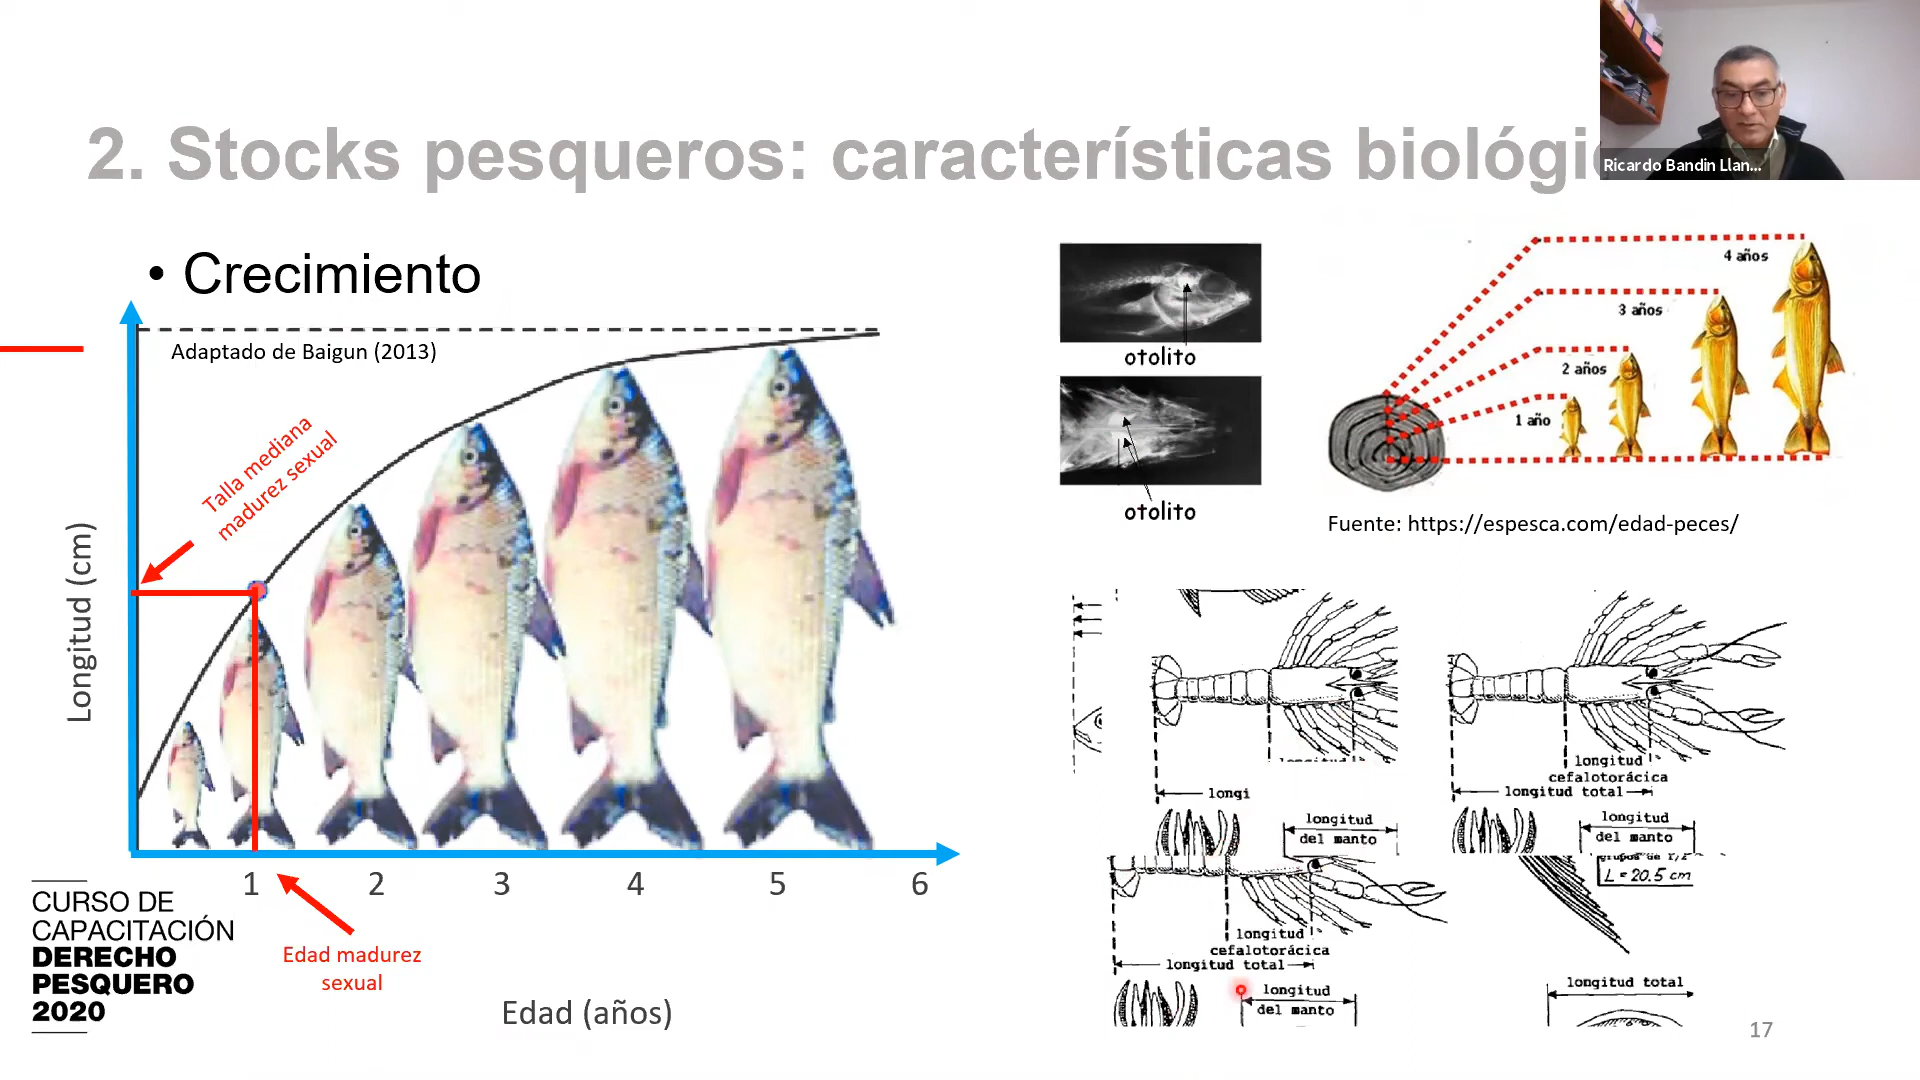 2. Stocks pesqueros: características biológi
Ricardo Bandin Llan...
• Crecimiento
Adaptado de Baigun (2013)
Talla mediana
madurez sexual
Longitud (cm)
1 2 3 4 5 6
Edad madurez
sexual
Edad (años)
CURSO DE
CAPACITACIÓN
DERECHO
PESQUERO
2020
otolito
otolito
4 años
3 años
2 años
1 año
Fuente: https://espesca.com/edad-peces/
longi
longitud
del manto
longitud
cefalotorácica
longitud total
longitud
del manto
L = 20.5 cm
longitud
cefalotorácica
longitud total
longitud
del manto
longitud total
17